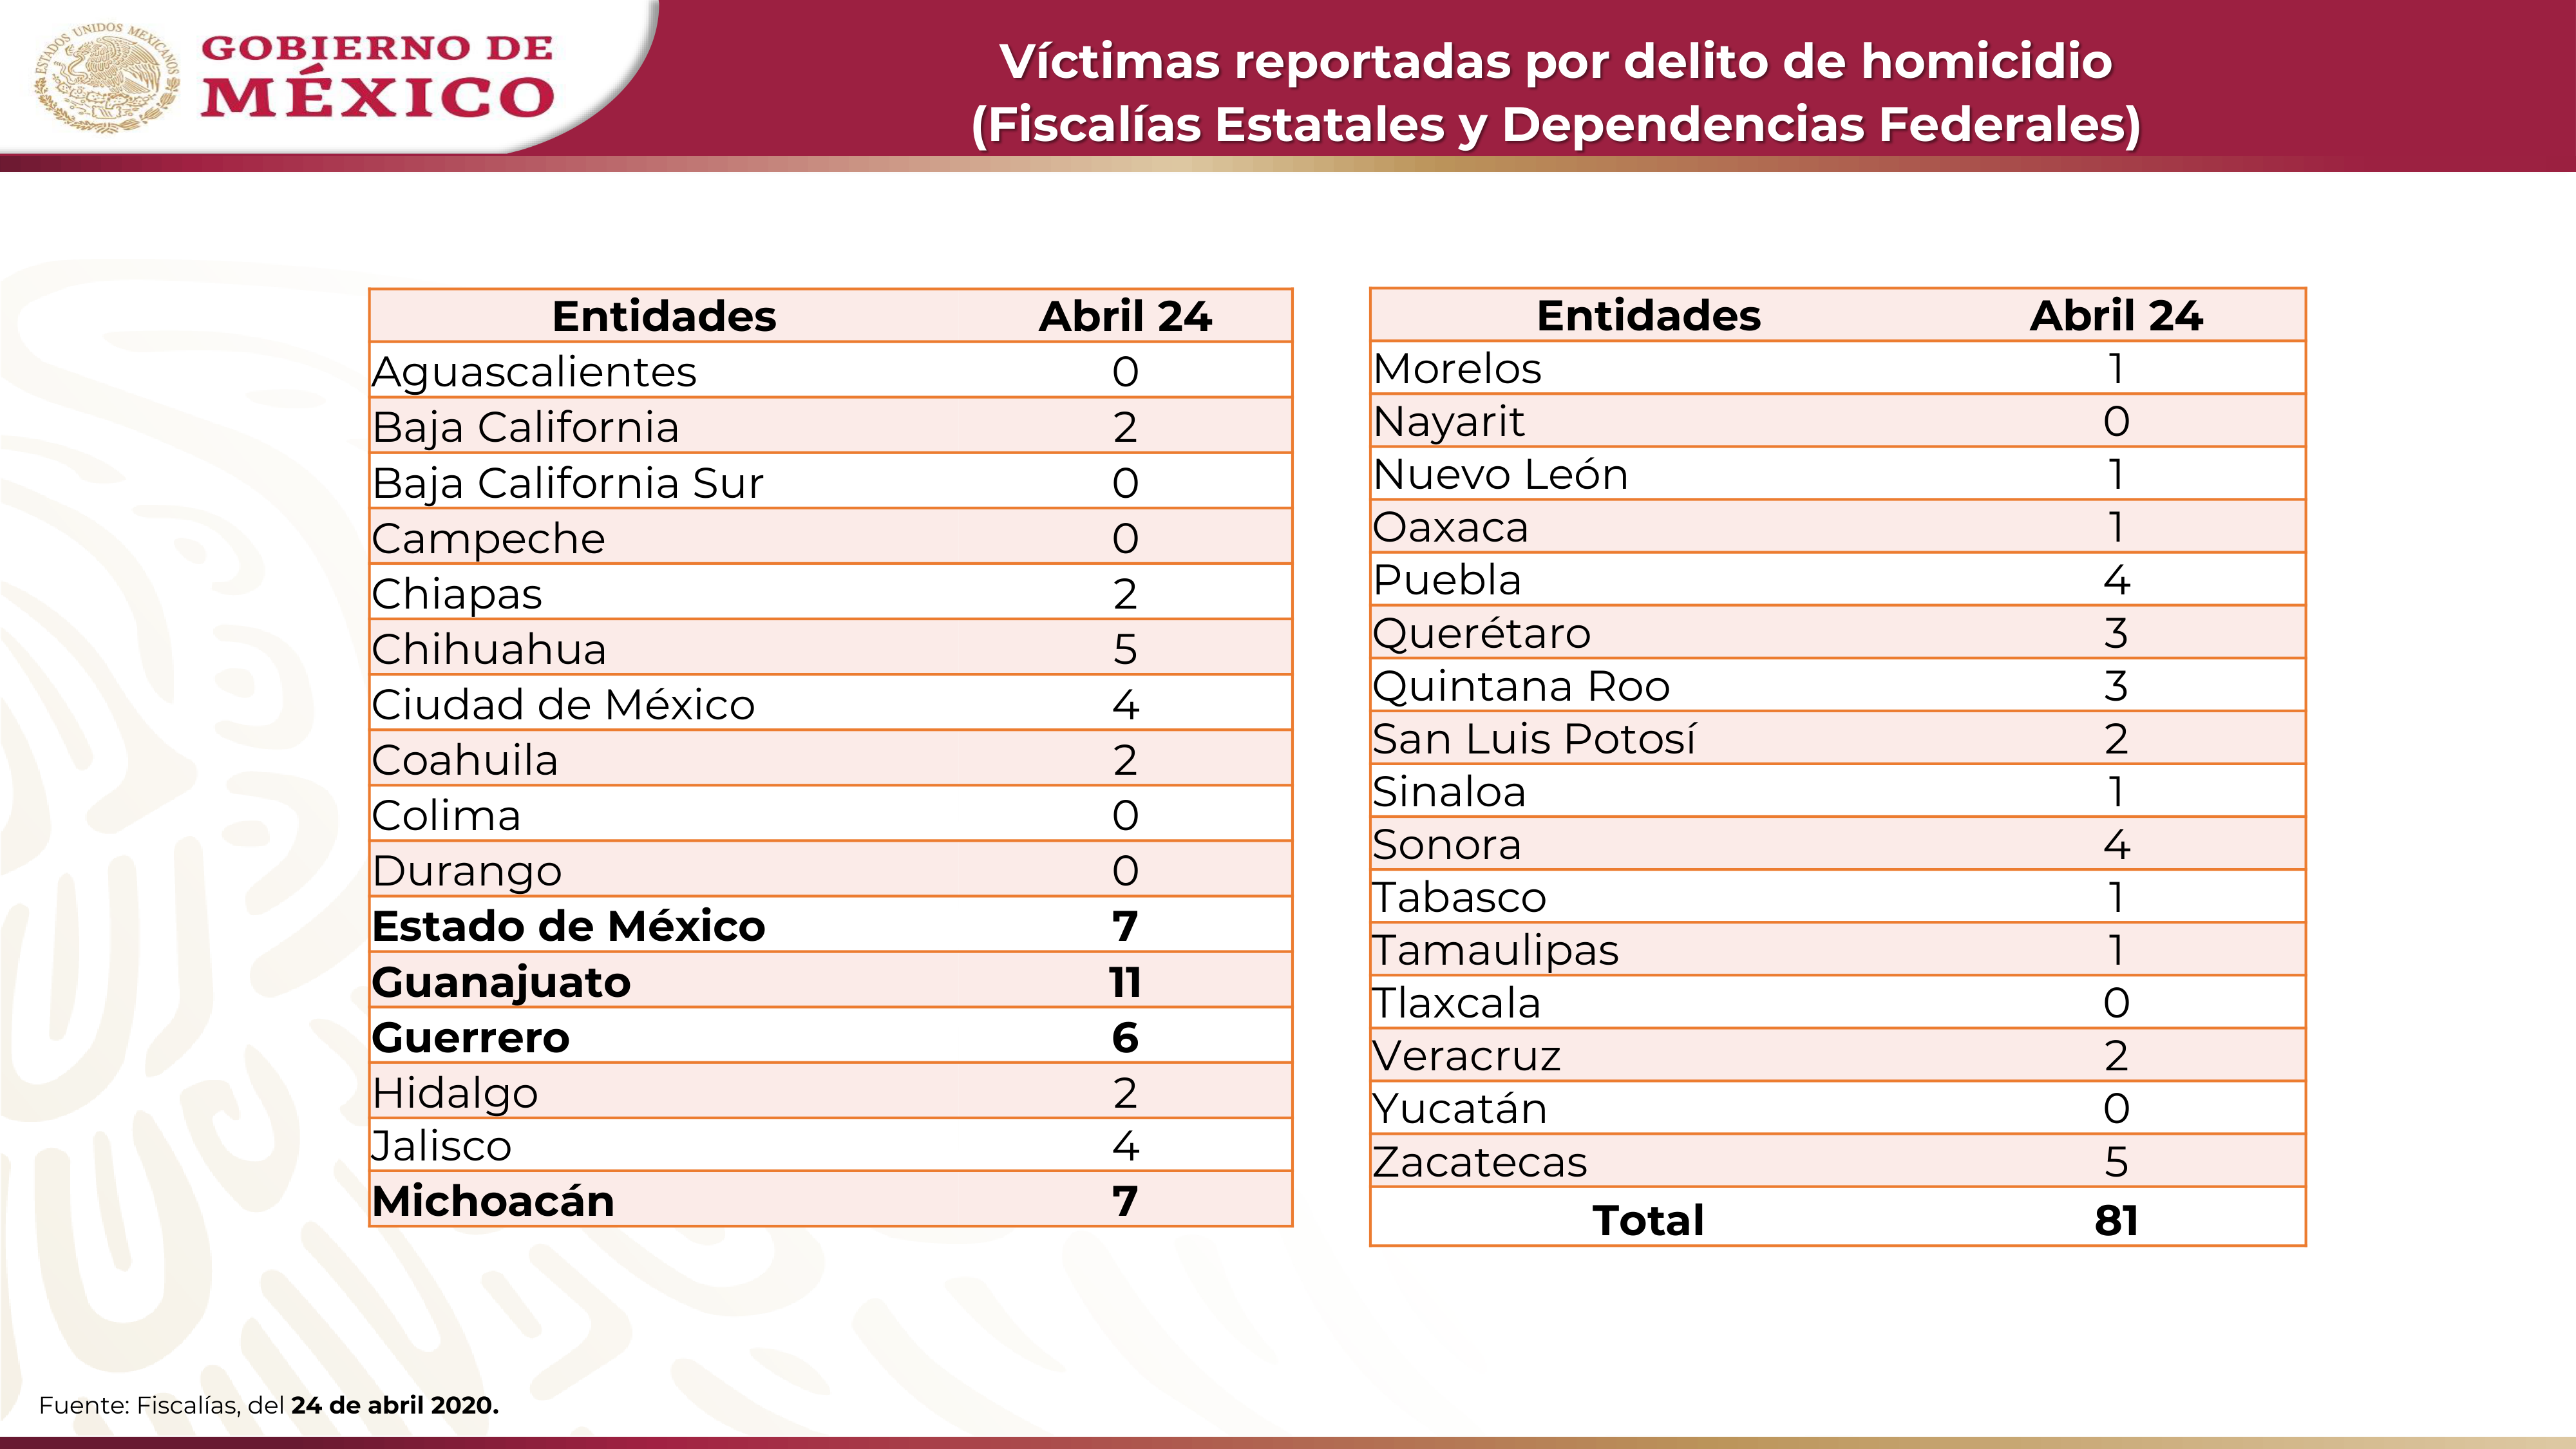 ESTADOS UNIDOS MEXICANOS
GOBIERNO DE
MÉXICO
Víctimas reportadas por delito de homicidio
(Fiscalías Estatales y Dependencias Federales)
Entidades Abril 24
Aguascalientes 0
Baja California 2
Baja California Sur 0
Campeche 0
Chiapas 2
Chihuahua 5
Ciudad de México 4
Coahuila 2
Colima 0
Durango 0
Estado de México 7
Guanajuato 11
Guerrero 6
Hidalgo 2
Jalisco 4
Michoacán 7
Entidades Abril 24
Morelos 1
Nayarit 0
Nuevo León 1
Oaxaca 1
Puebla 4
Querétaro 3
Quintana Roo 3
San Luis Potosí 2
Sinaloa 1
Sonora 4
Tabasco 1
Tamaulipas 1
Tlaxcala 0
Veracruz 2
Yucatán 0
Zacatecas 5
Total 81
Fuente: Fiscalías, del 24 de abril 2020.